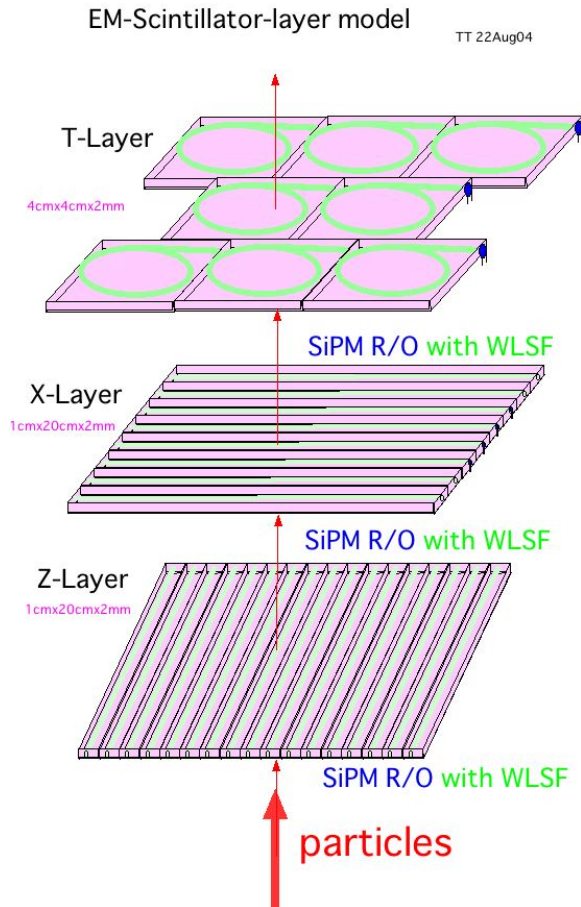 EM-Scintillator-layer model
TT 22Aug04
T-Layer
4cmx4cmx2mm
SiPM R/O with WLSF
X-Layer
1cmx20cmx2mm
SiPM R/O with WLSF
Z-Layer
1cmx20cmx2mm
SiPM R/O with WLSF
particles